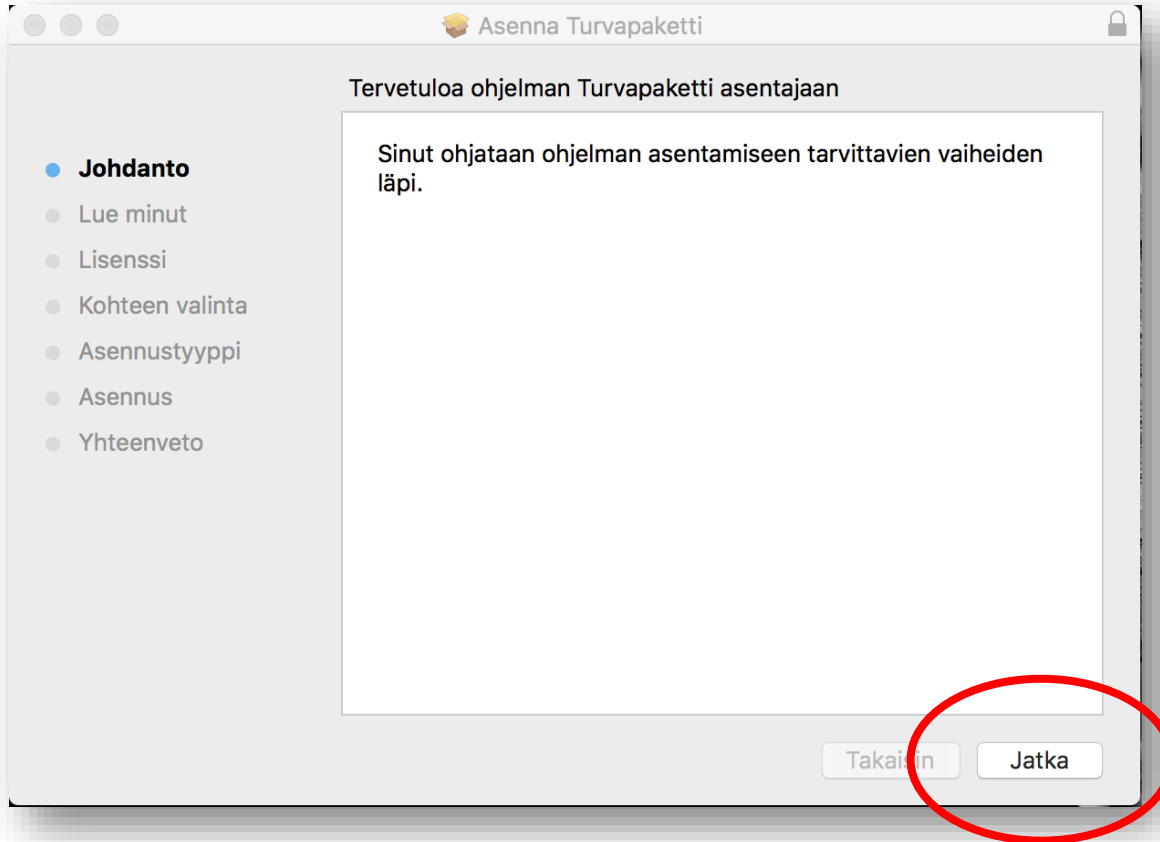 Asenna Turvapaketti
Tervetuloa ohjelman Turvapaketti asentajaan
Johdanto
Lue minut
Lisenssi
Kohteen valinta
Asennustyyppi
Asennus
Yhteenveto
Sinut ohjataan ohjelman asentamiseen tarvittavien vaiheiden
läpi.
Takaisin
Jatka